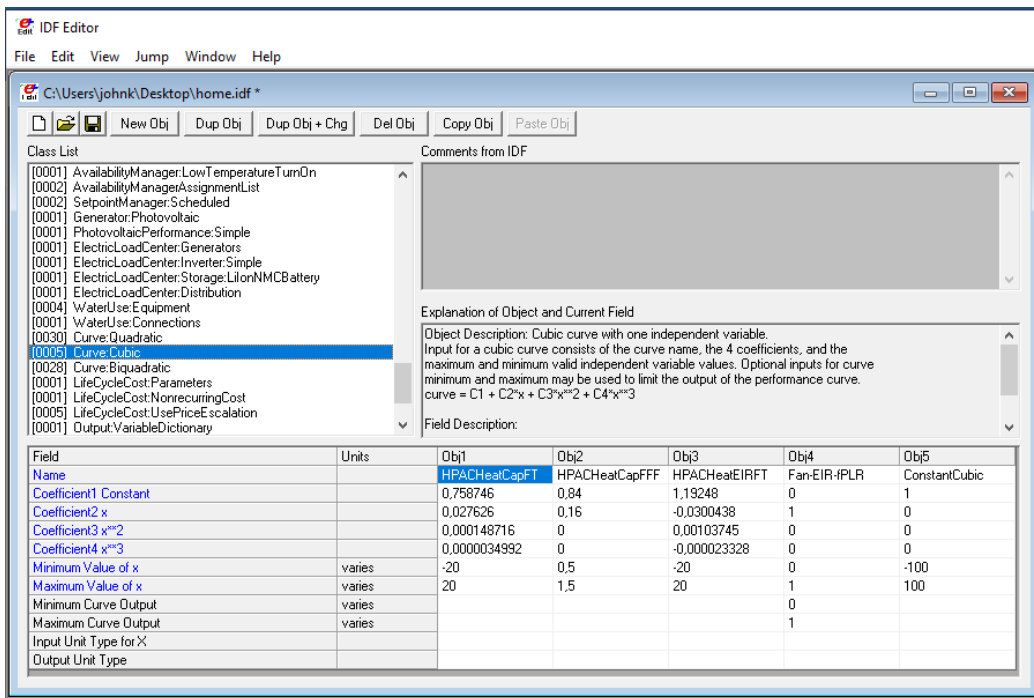 IDF Editor
File Edit View Jump Window Help
C:\Users\johnk\Desktop\home.idf *
New Obj Dup Obj Dup Obj + Chg Del Obj Copy Obj Paste Obj
Class List
[0001] AvailabilityManager:LowTemperatureTurnOn
[0002] AvailabilityManagerAssignmentList
[0002] SetpointManager:Scheduled
[0001] Generator:Photovoltaic
[0001] PhotovoltaicPerformance:Simple
[0001] ElectricLoadCenter:Generators
[0001] ElectricLoadCenter:Inverter:Simple
[0001] ElectricLoadCenter:Storage:LiIonNMCBattery
[0001] ElectricLoadCenter:Distribution
[0004] WaterUse:Equipment
[0001] WaterUse:Connections
[0030] Curve:Quadratic
[0005] Curve:Cubic
[0028] Curve:Biquadratic
[0001] LifeCycleCost:Parameters
[0001] LifeCycleCost:NonrecurringCost
[0005] LifeCycleCost:UsePriceEscalation
[0001] Output:VariableDictionary
Comments from IDF
Explanation of Object and Current Field
Object Description: Cubic curve with one independent variable.
Input for a cubic curve consists of the curve name, the 4 coefficients, and the
maximum and minimum valid independent variable values. Optional inputs for curve
minimum and maximum may be used to limit the output of the performance curve.
curve = C1 + C2*x + C3*x**2 + C4*x**3
Field Description:
Field Units Obj1 Obj2 Obj3 Obj4 Obj5
Name HPACHeatCapFT HPACHeatCapFFF HPACHeatEIRFT Fan-EIR-fPLR ConstantCubic
Coefficient1 Constant 0,758746 0,84 1,19248 0 1
Coefficient2 x 0,027626 0,16 -0,0300438 1 0
Coefficient3 x**2 0,000148716 0 0,00103745 0 0
Coefficient4 x**3 0,0000034992 0 -0,000023328 0 0
Minimum Value of x varies -20 0,5 -20 0 -100
Maximum Value of x varies 20 1,5 20 1 100
Minimum Curve Output varies 0
Maximum Curve Output varies 1
Input Unit Type for X
Output Unit Type